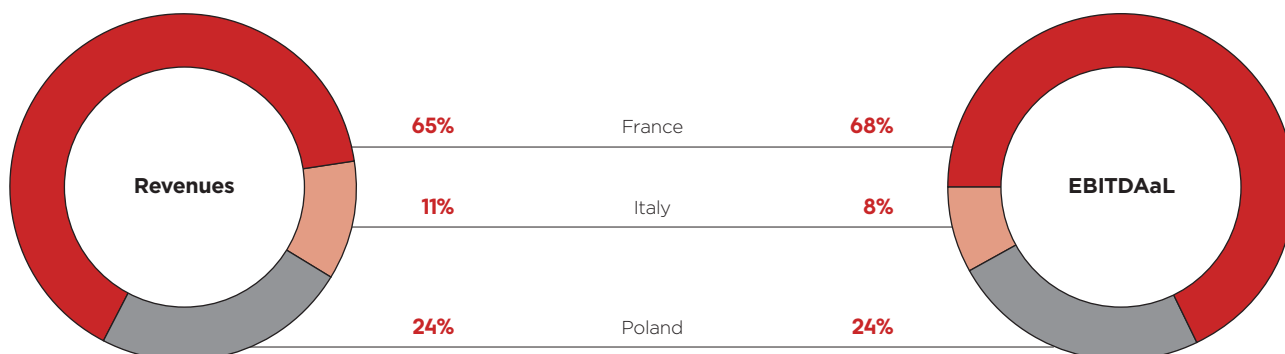 65% France 68%
Revenues EBITDAaL
11% Italy 8%
24% Poland 24%